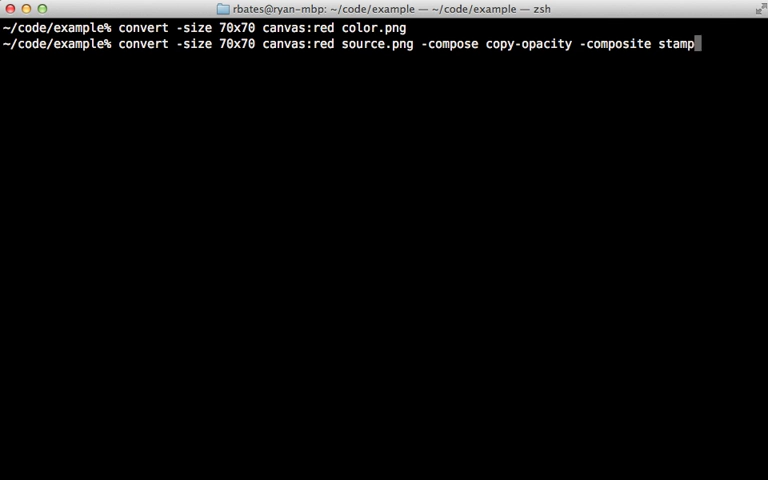 rbates@ryan-mbp: ~/code/example — ~/code/example — zsh
~/code/example% convert -size 70x70 canvas:red color.png
~/code/example% convert -size 70x70 canvas:red source.png -compose copy-opacity -composite stamp